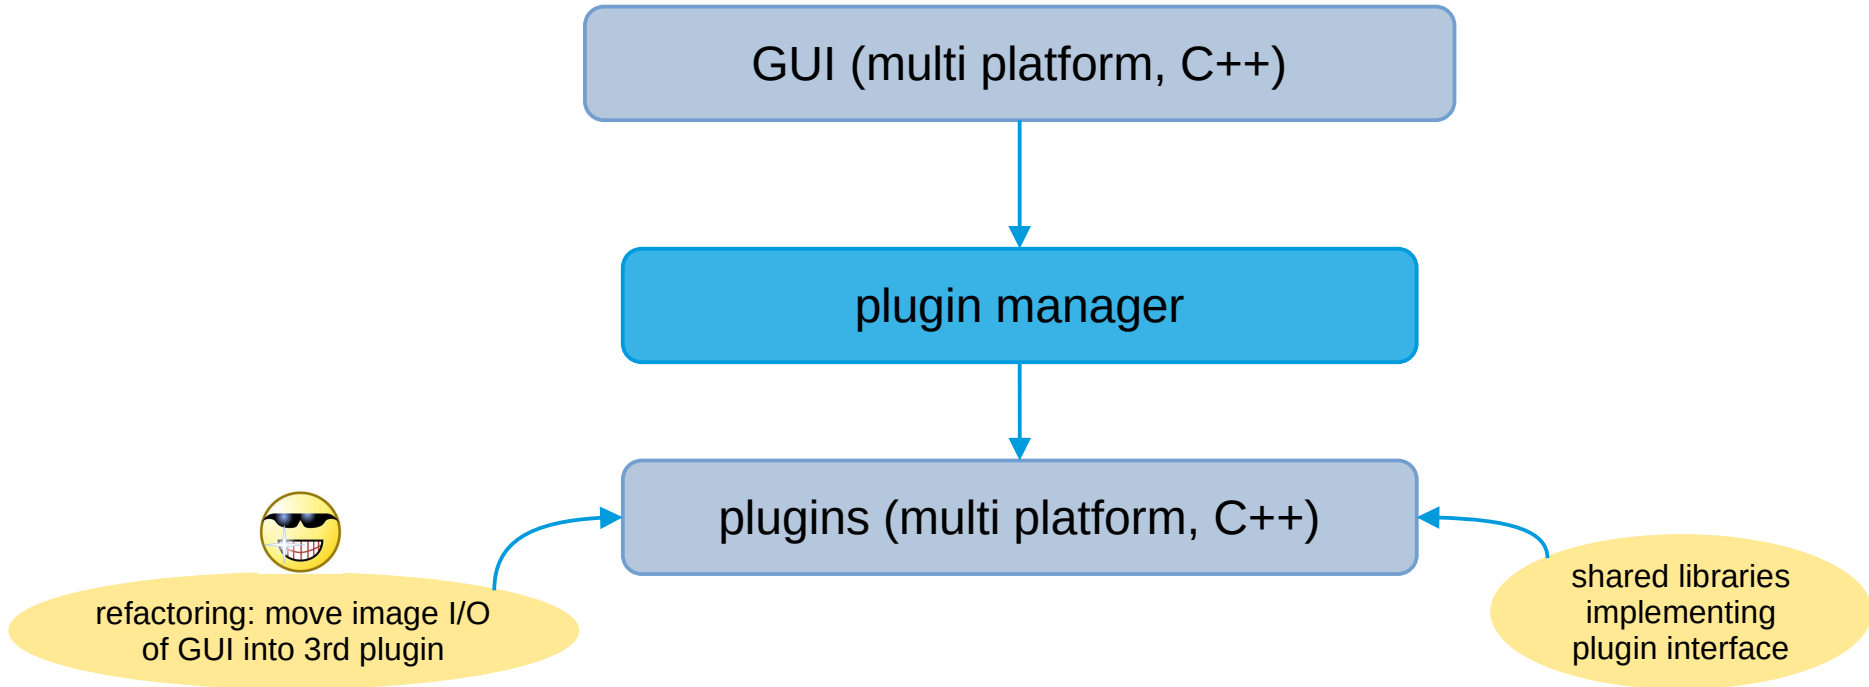 GUI (multi platform, C++)
plugin manager
plugins (multi platform, C++)
refactoring: move image I/O
of GUI into 3rd plugin
shared libraries
implementing
plugin interface